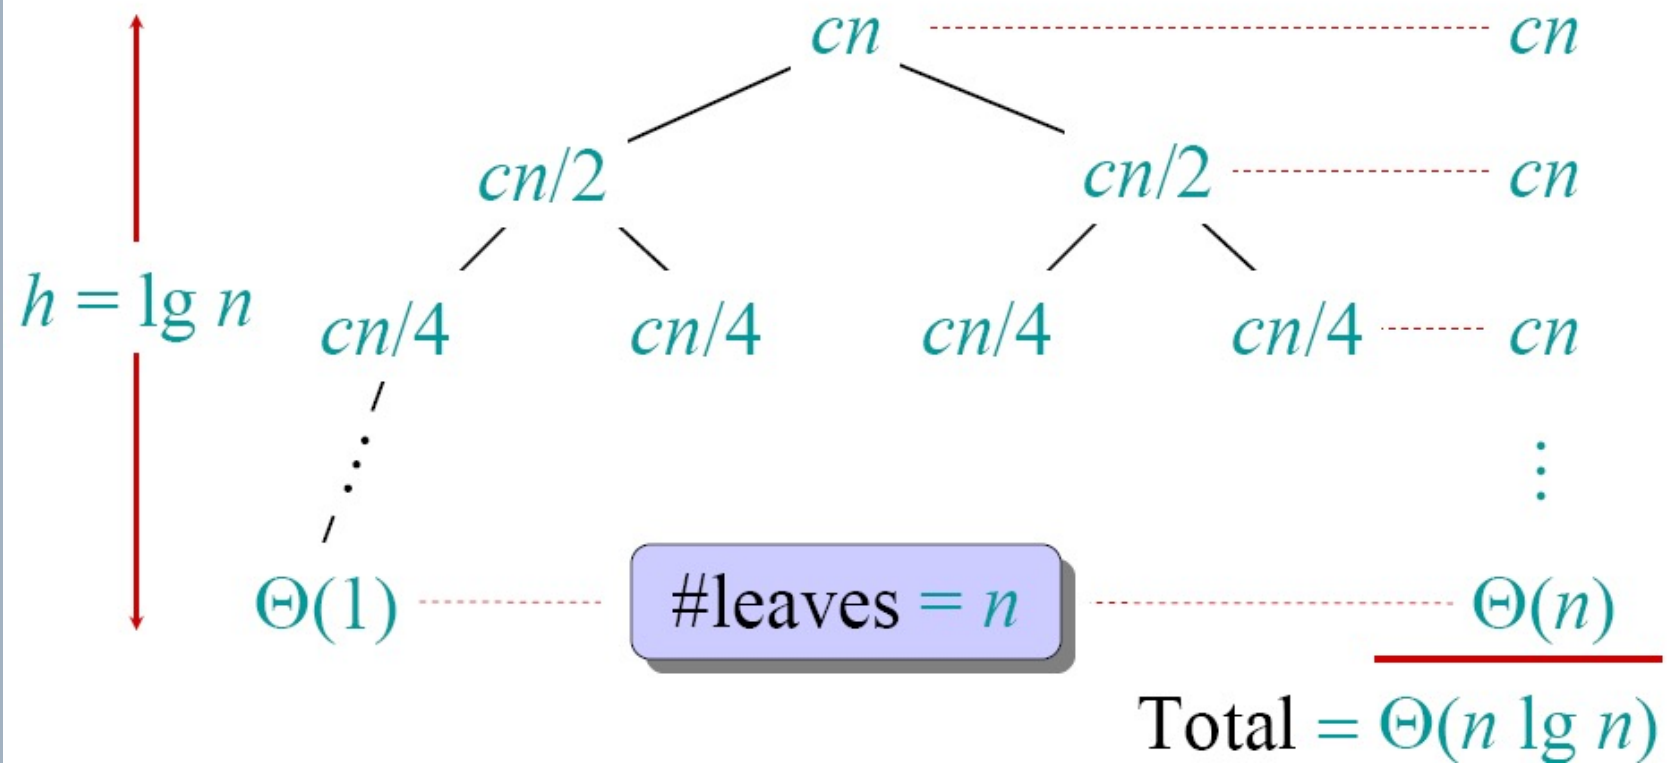 cn cn
cn/2 cn/2 cn
h = lg n cn/4 cn/4 cn/4 cn/4 cn
Θ(1) #leaves = n Θ(n)
Total = Θ(n lg n)